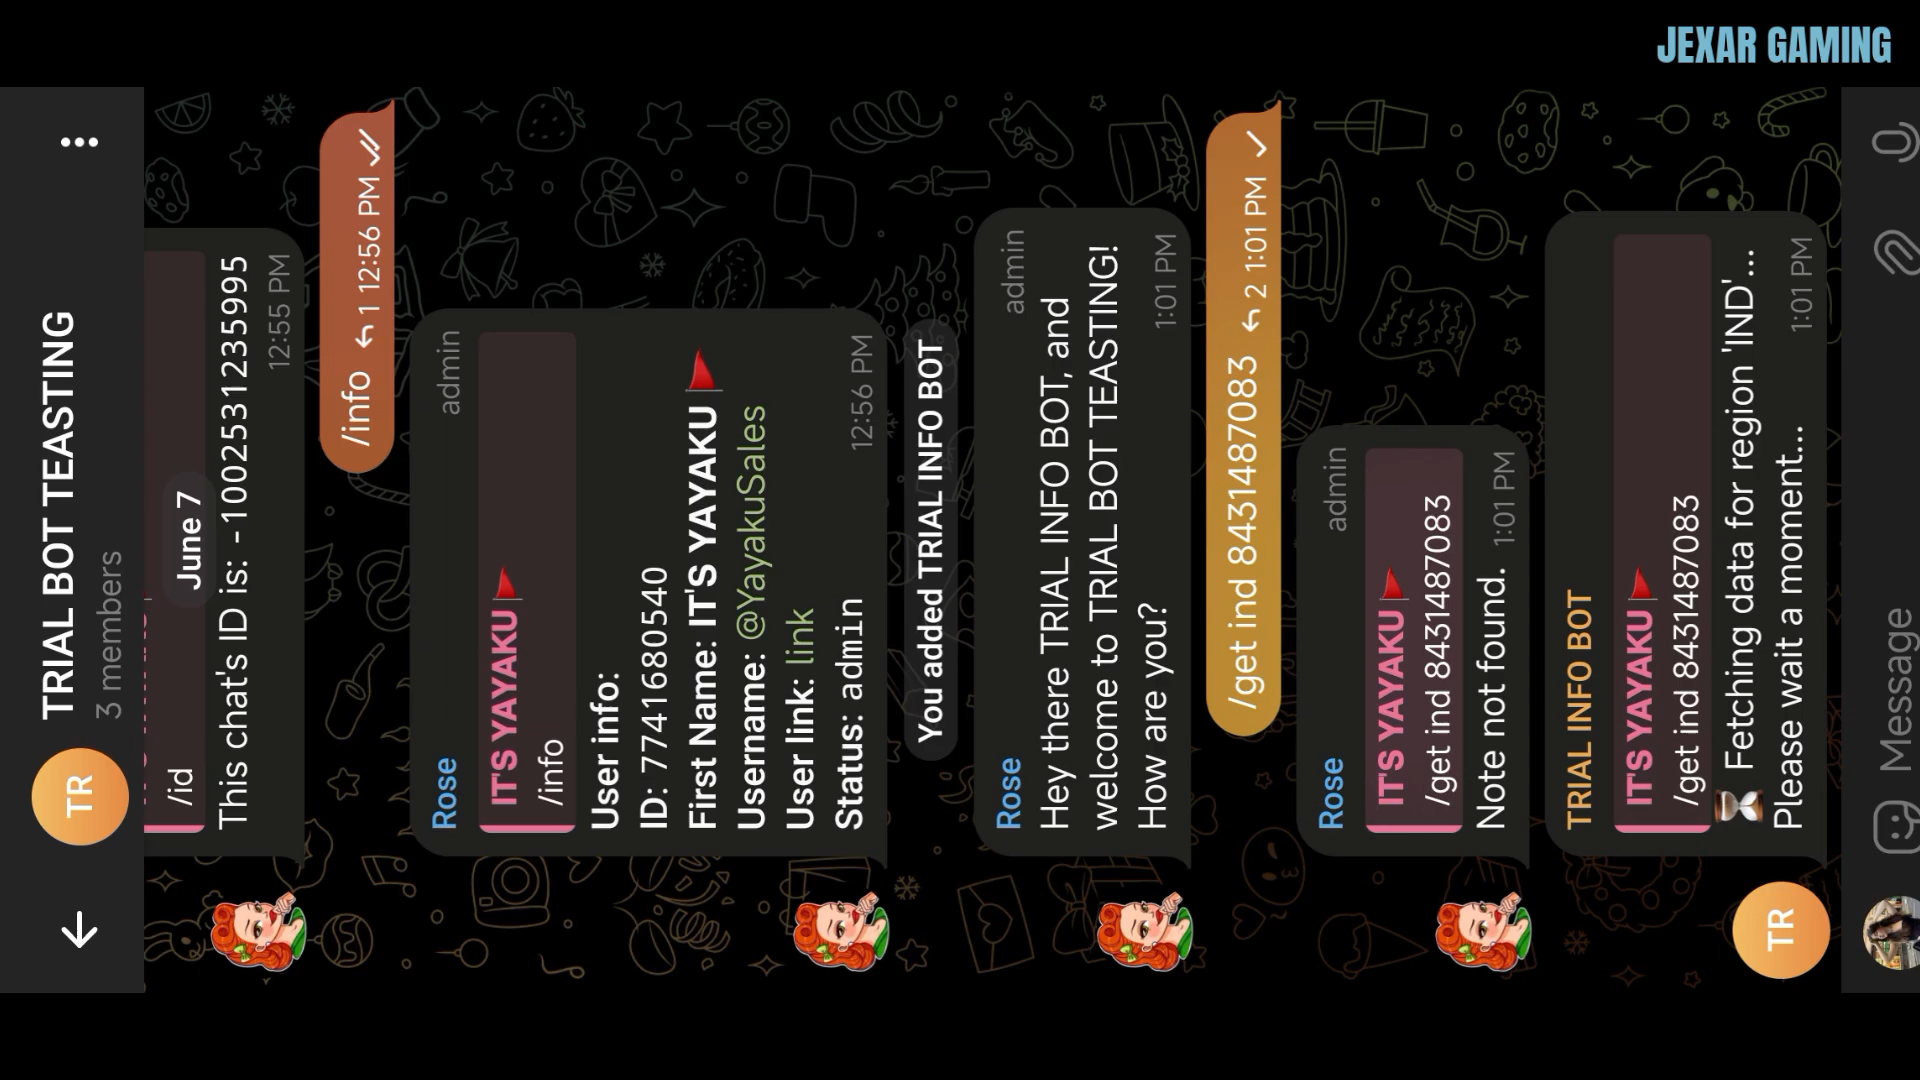 JEXAR GAMING
TR
TRIAL BOT TEASTING
3 members
/id
June 7
This chat's ID is: -1002531235995
12:55 PM
/info 1 12:56 PM
Rose admin
IT'S YAYAKU
/info
User info:
ID: 7741680540
First Name: IT'S YAYAKU
Username: @YayakuSales
User link: link
Status: admin
12:56 PM
You added TRIAL INFO BOT
Rose admin
Hey there TRIAL INFO BOT, and
welcome to TRIAL BOT TEASTING!
How are you?
1:01 PM
/get ind 8431487083 2 1:01 PM
Rose admin
IT'S YAYAKU
/get ind 8431487083
Note not found.
1:01 PM
TRIAL INFO BOT
IT'S YAYAKU
/get ind 8431487083
Fetching data for region 'IND'...
Please wait a moment...
1:01 PM
TR
Message